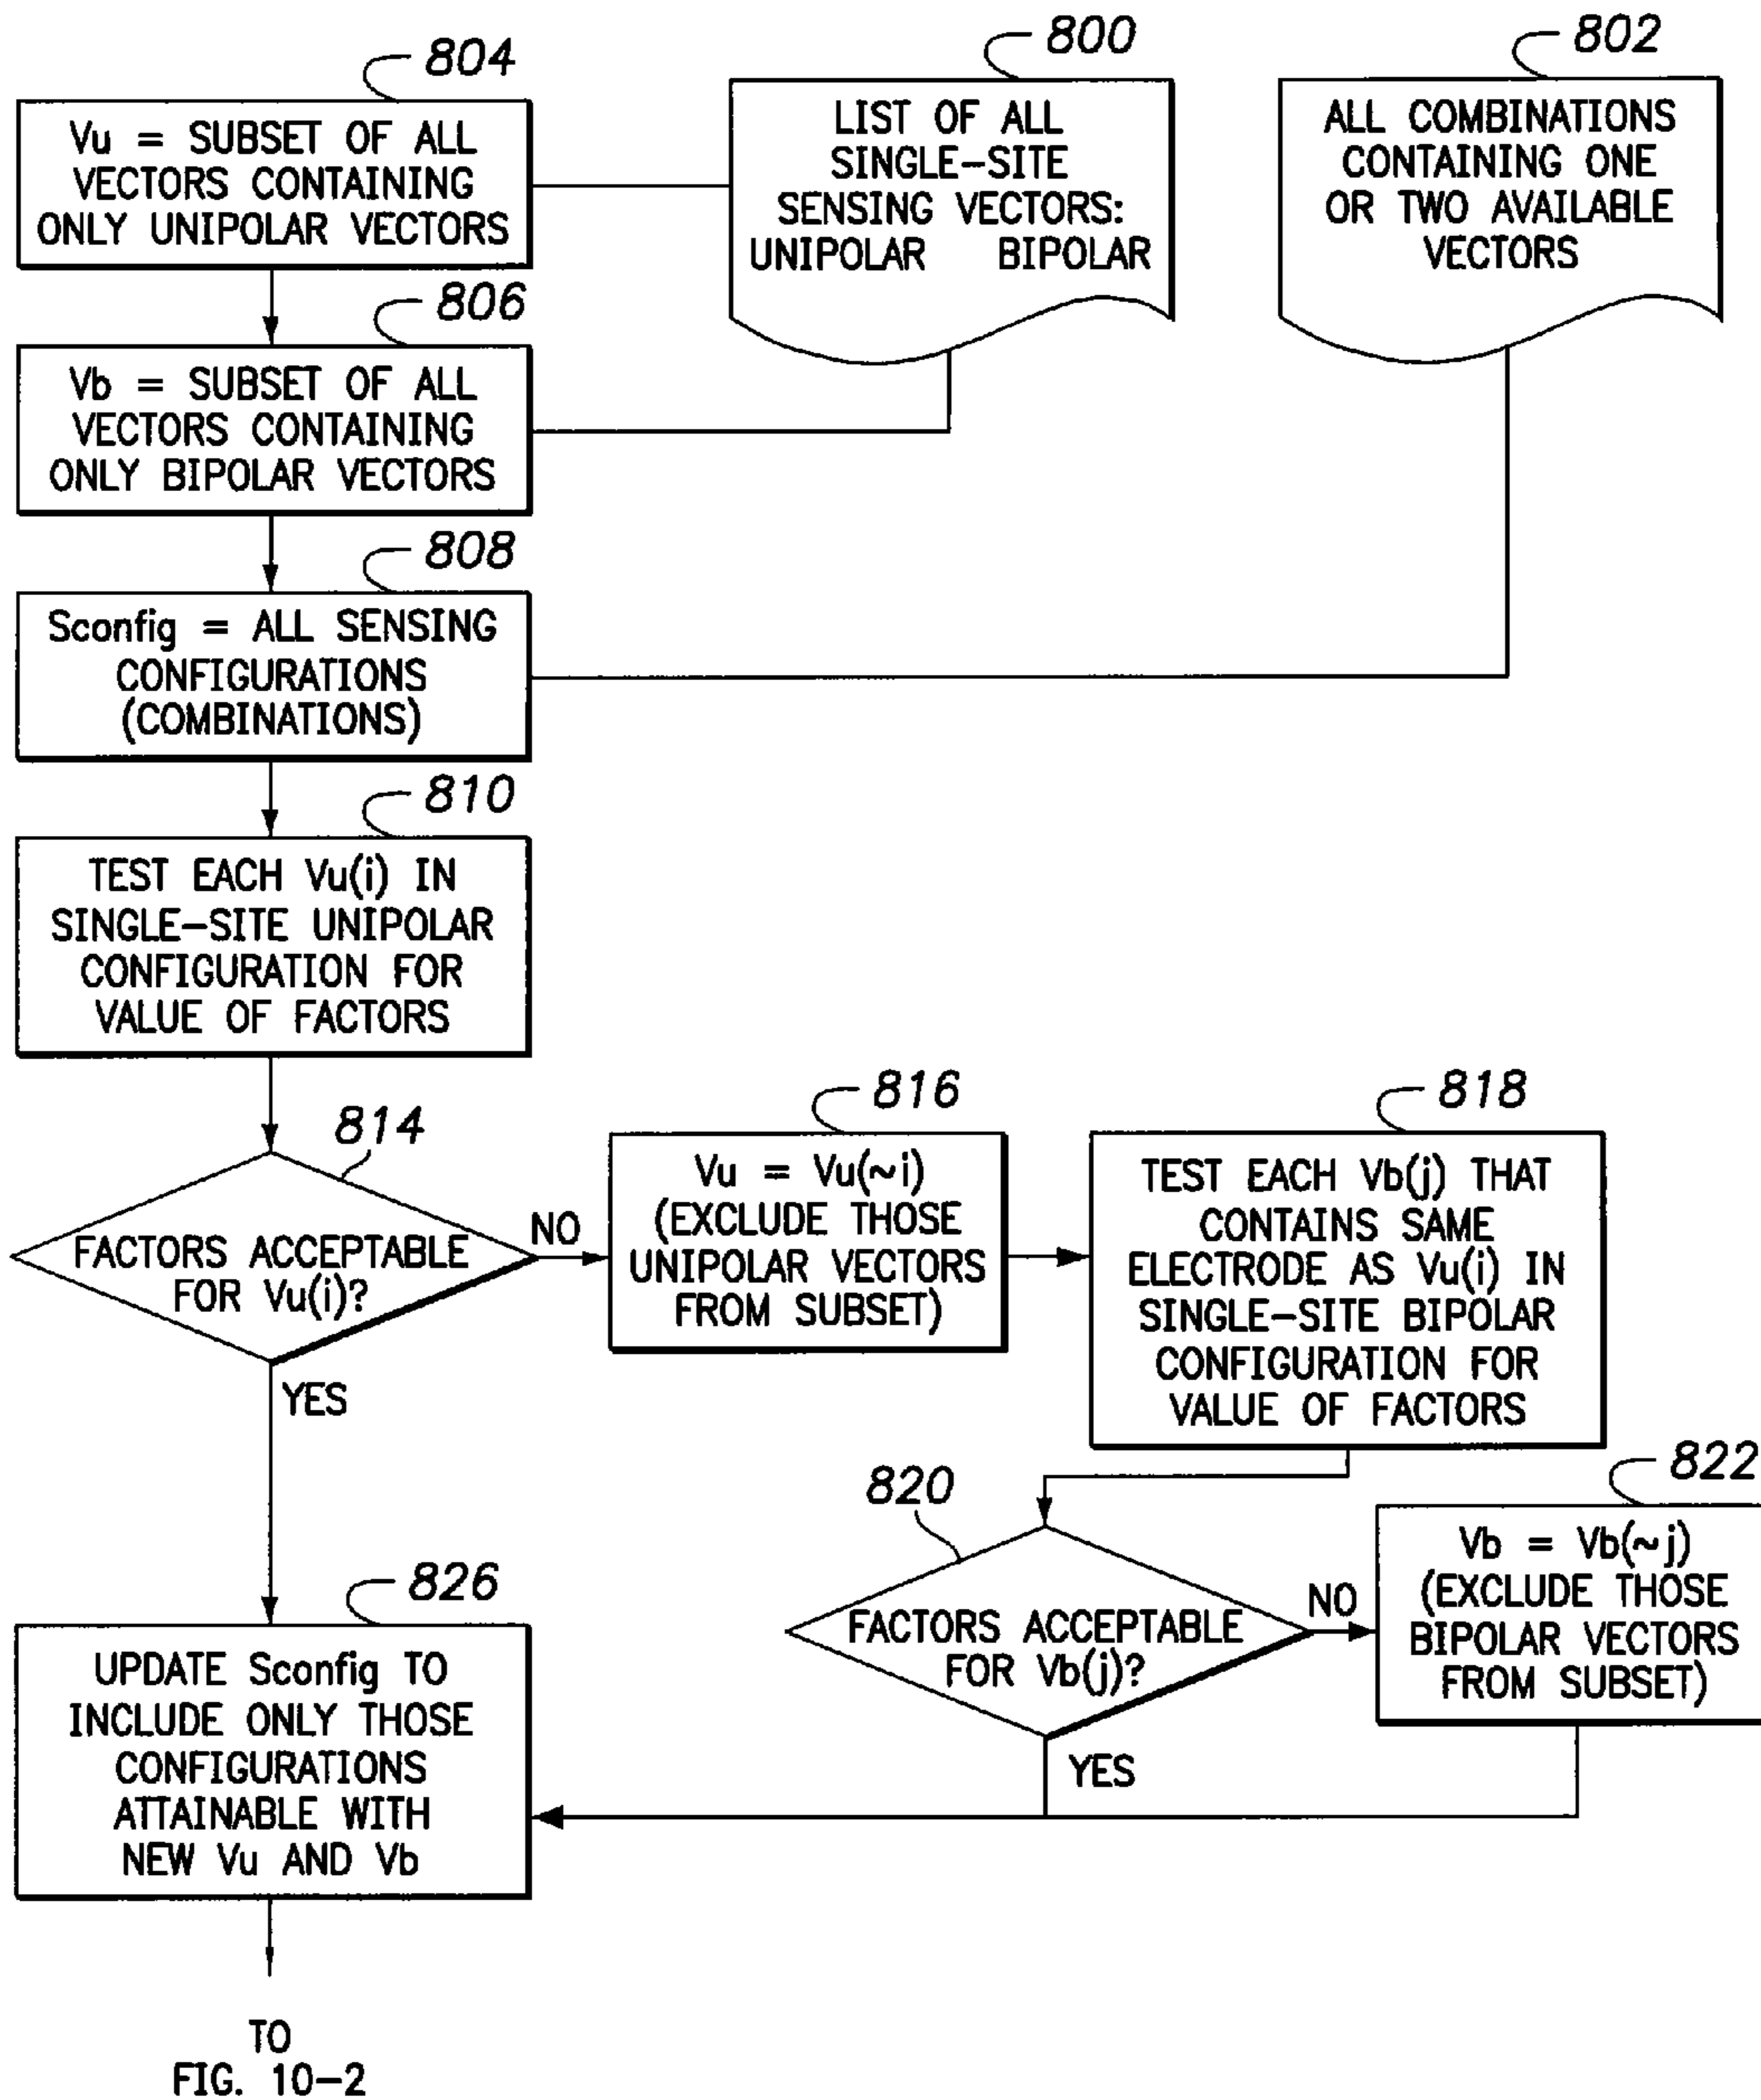 804
Vu = SUBSET OF ALL
VECTORS CONTAINING
ONLY UNIPOLAR VECTORS
800
LIST OF ALL
SINGLE-SITE
SENSING VECTORS:
UNIPOLAR BIPOLAR
802
ALL COMBINATIONS
CONTAINING ONE
OR TWO AVAILABLE
VECTORS
806
Vb = SUBSET OF ALL
VECTORS CONTAINING
ONLY BIPOLAR VECTORS
808
Sconfig = ALL SENSING
CONFIGURATIONS
(COMBINATIONS)
810
TEST EACH Vu(i) IN
SINGLE-SITE UNIPOLAR
CONFIGURATION FOR
VALUE OF FACTORS
814
FACTORS ACCEPTABLE
FOR Vu(i)?
NO
YES
816
Vu = Vu(~i)
(EXCLUDE THOSE
UNIPOLAR VECTORS
FROM SUBSET)
818
TEST EACH Vb(j) THAT
CONTAINS SAME
ELECTRODE AS Vu(i) IN
SINGLE-SITE BIPOLAR
CONFIGURATION FOR
VALUE OF FACTORS
820
FACTORS ACCEPTABLE
FOR Vb(j)?
NO
YES
822
Vb = Vb(~j)
(EXCLUDE THOSE
BIPOLAR VECTORS
FROM SUBSET)
826
UPDATE Sconfig TO
INCLUDE ONLY THOSE
CONFIGURATIONS
ATTAINABLE WITH
NEW Vu AND Vb
TO
FIG. 10-2